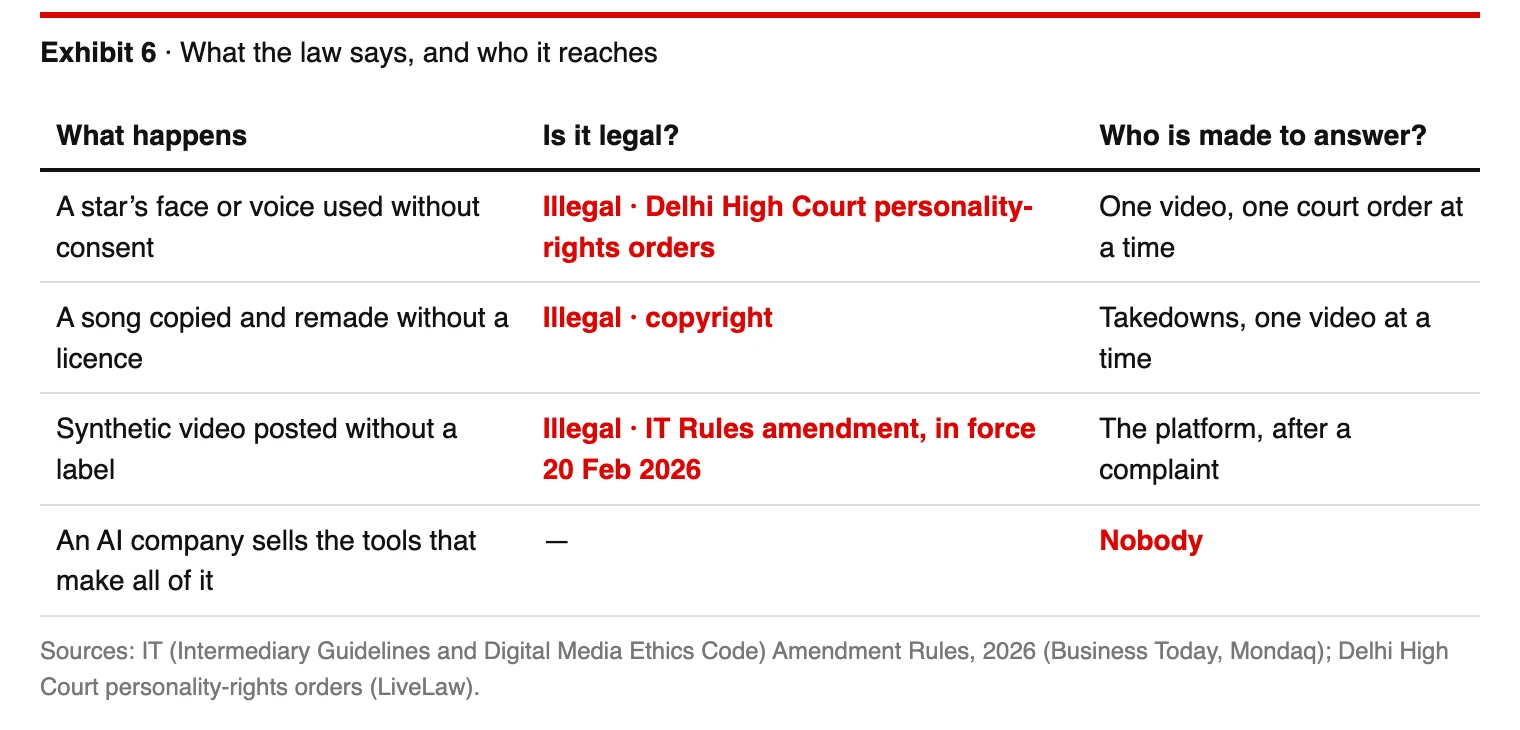 Exhibit 6 · What the law says, and who it reaches
What happens
Is it legal?
Who is made to answer?
A star’s face or voice used without
consent
Illegal · Delhi High Court personality-
rights orders
One video, one court order at
a time
A song copied and remade without a
licence
Illegal · copyright
Takedowns, one video at a
time
Synthetic video posted without a
label
Illegal · IT Rules amendment, in force
20 Feb 2026
The platform, after a
complaint
An AI company sells the tools that
make all of it
—
Nobody
Sources: IT (Intermediary Guidelines and Digital Media Ethics Code) Amendment Rules, 2026 (Business Today, Mondaq); Delhi High
Court personality-rights orders (LiveLaw).